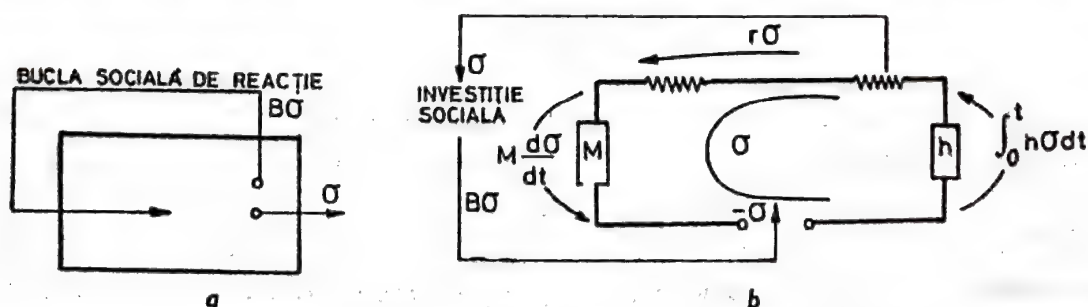 BUCLA SOCIALĂ DE REACȚIE
Bσ
σ
a
σ
INVESTIȚIE
SOCIALĂ
Bσ
rσ
M dσ/dt
M
σ
-σ
h
∫₀ᵗ hσdt
b